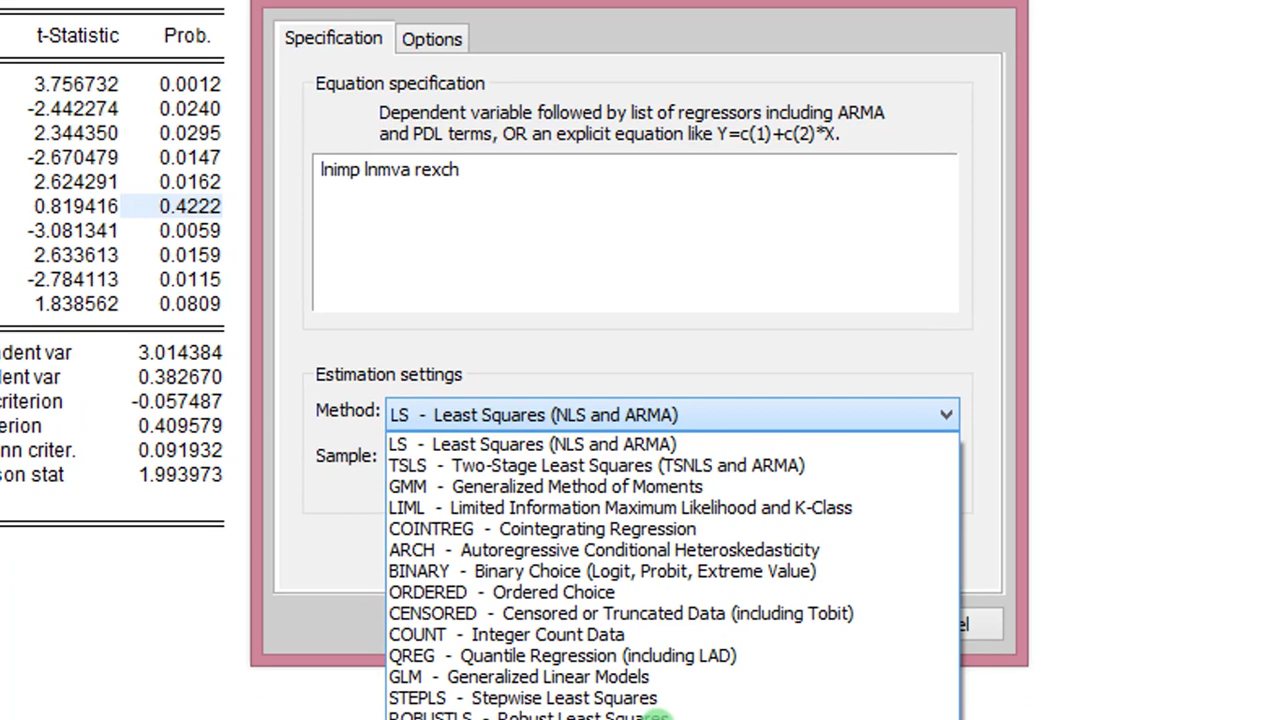 t-Statistic Prob.
3.756732 0.0012
-2.442274 0.0240
2.344350 0.0295
-2.670479 0.0147
2.624291 0.0162
0.819416 0.4222
-3.081341 0.0059
2.633613 0.0159
-2.784113 0.0115
1.838562 0.0809
ndent var 3.014384
lent var 0.382670
criterion -0.057487
erion 0.409579
nn criter. 0.091932
son stat 1.993973
Specification Options
Equation specification
Dependent variable followed by list of regressors including ARMA
and PDL terms, OR an explicit equation like Y=c(1)+c(2)*X.
lnimp lnmva rexch
Estimation settings
Method: LS - Least Squares (NLS and ARMA)
Sample:
LS - Least Squares (NLS and ARMA)
TSLS - Two-Stage Least Squares (TSNLS and ARMA)
GMM - Generalized Method of Moments
LIML - Limited Information Maximum Likelihood and K-Class
COINTREG - Cointegrating Regression
ARCH - Autoregressive Conditional Heteroskedasticity
BINARY - Binary Choice (Logit, Probit, Extreme Value)
ORDERED - Ordered Choice
CENSORED - Censored or Truncated Data (including Tobit)
COUNT - Integer Count Data
QREG - Quantile Regression (including LAD)
GLM - Generalized Linear Models
STEPLS - Stepwise Least Squares
ROBUSTLS - Robust Least Squares
el